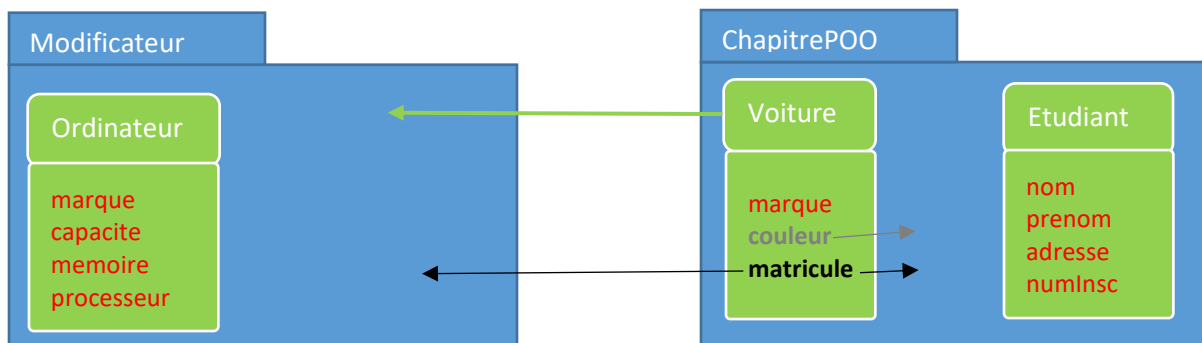 Modificateur
Ordinateur
marque
capacite
memoire
processeur
ChapitrePOO
Voiture
marque
couleur
matricule
Etudiant
nom
prenom
adresse
numInsc